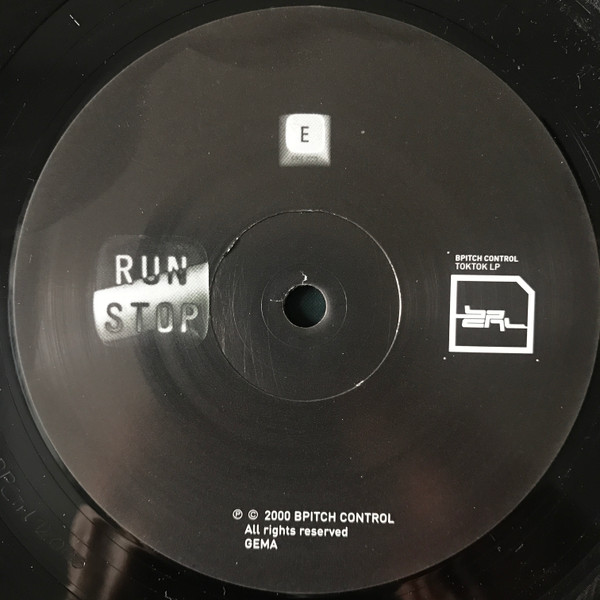 E
RUN
STOP
BPITCH CONTROL
TOKTOK LP
℗ © 2000 BPITCH CONTROL
All rights reserved
GEMA